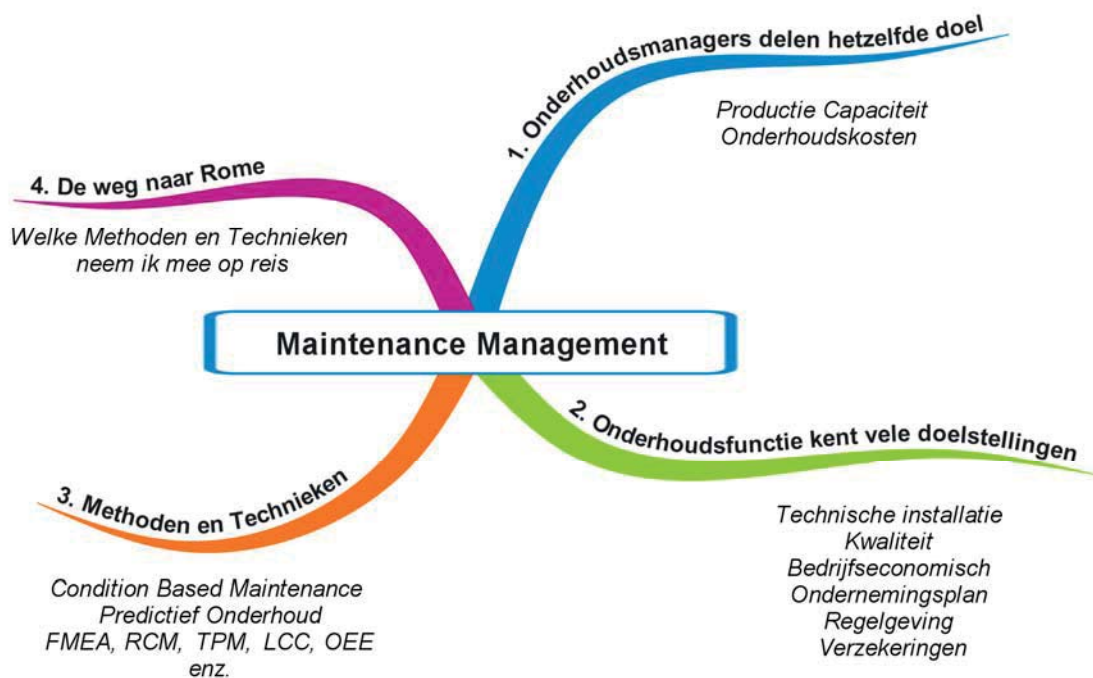 1. Onderhoudsmanagers delen hetzelfde doel
Productie Capaciteit
Onderhoudskosten
4. De weg naar Rome
Welke Methoden en Technieken
neem ik mee op reis
Maintenance Management
2. Onderhoudsfunctie kent vele doelstellingen
Technische installatie
Kwaliteit
Bedrijfseconomisch
Ondernemingsplan
Regelgeving
Verzekeringen
3. Methoden en Technieken
Condition Based Maintenance
Predictief Onderhoud
FMEA, RCM, TPM, LCC, OEE
enz.